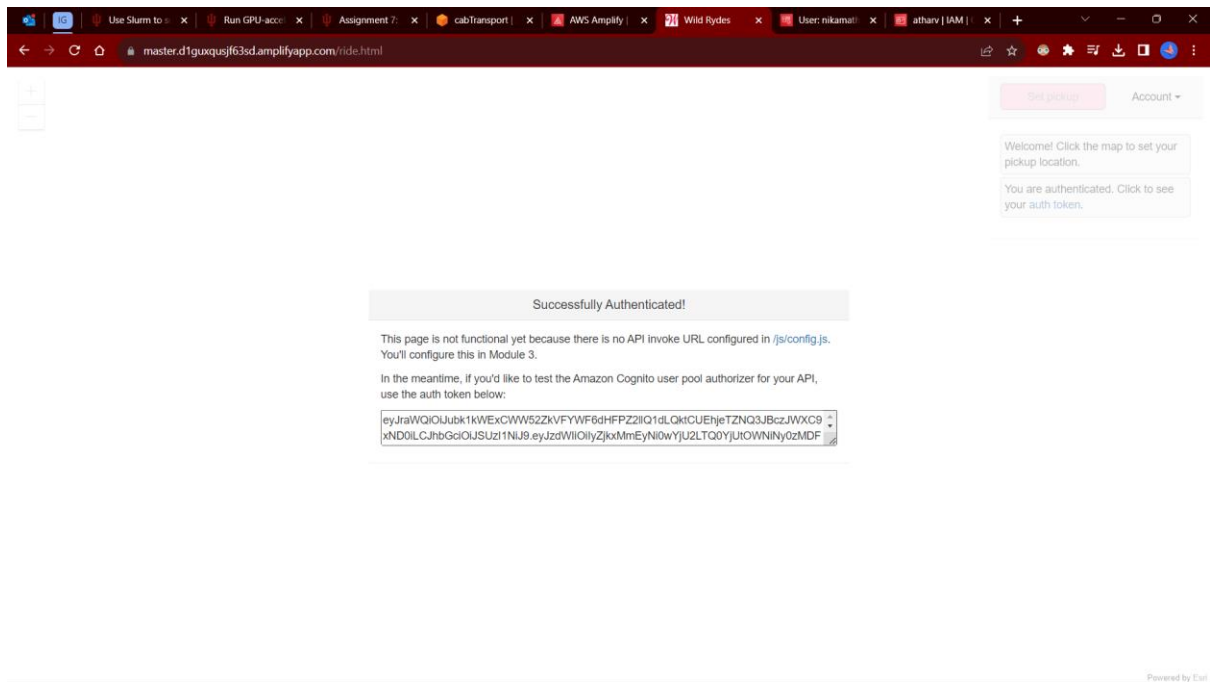 IG
Use Slurm to s
Run GPU-accel
Assignment 7:
cabTransport |
AWS Amplify |
Wild Rydes
User: nikamath
atharv | IAM |
master.d1guxqusjf63sd.amplifyapp.com/ride.html
+
−
Set pickup
Account
Welcome! Click the map to set your
pickup location.
You are authenticated. Click to see
your auth token.
Successfully Authenticated!
This page is not functional yet because there is no API invoke URL configured in /js/config.js.
You'll configure this in Module 3.
In the meantime, if you'd like to test the Amazon Cognito user pool authorizer for your API,
use the auth token below:
Powered by Esri